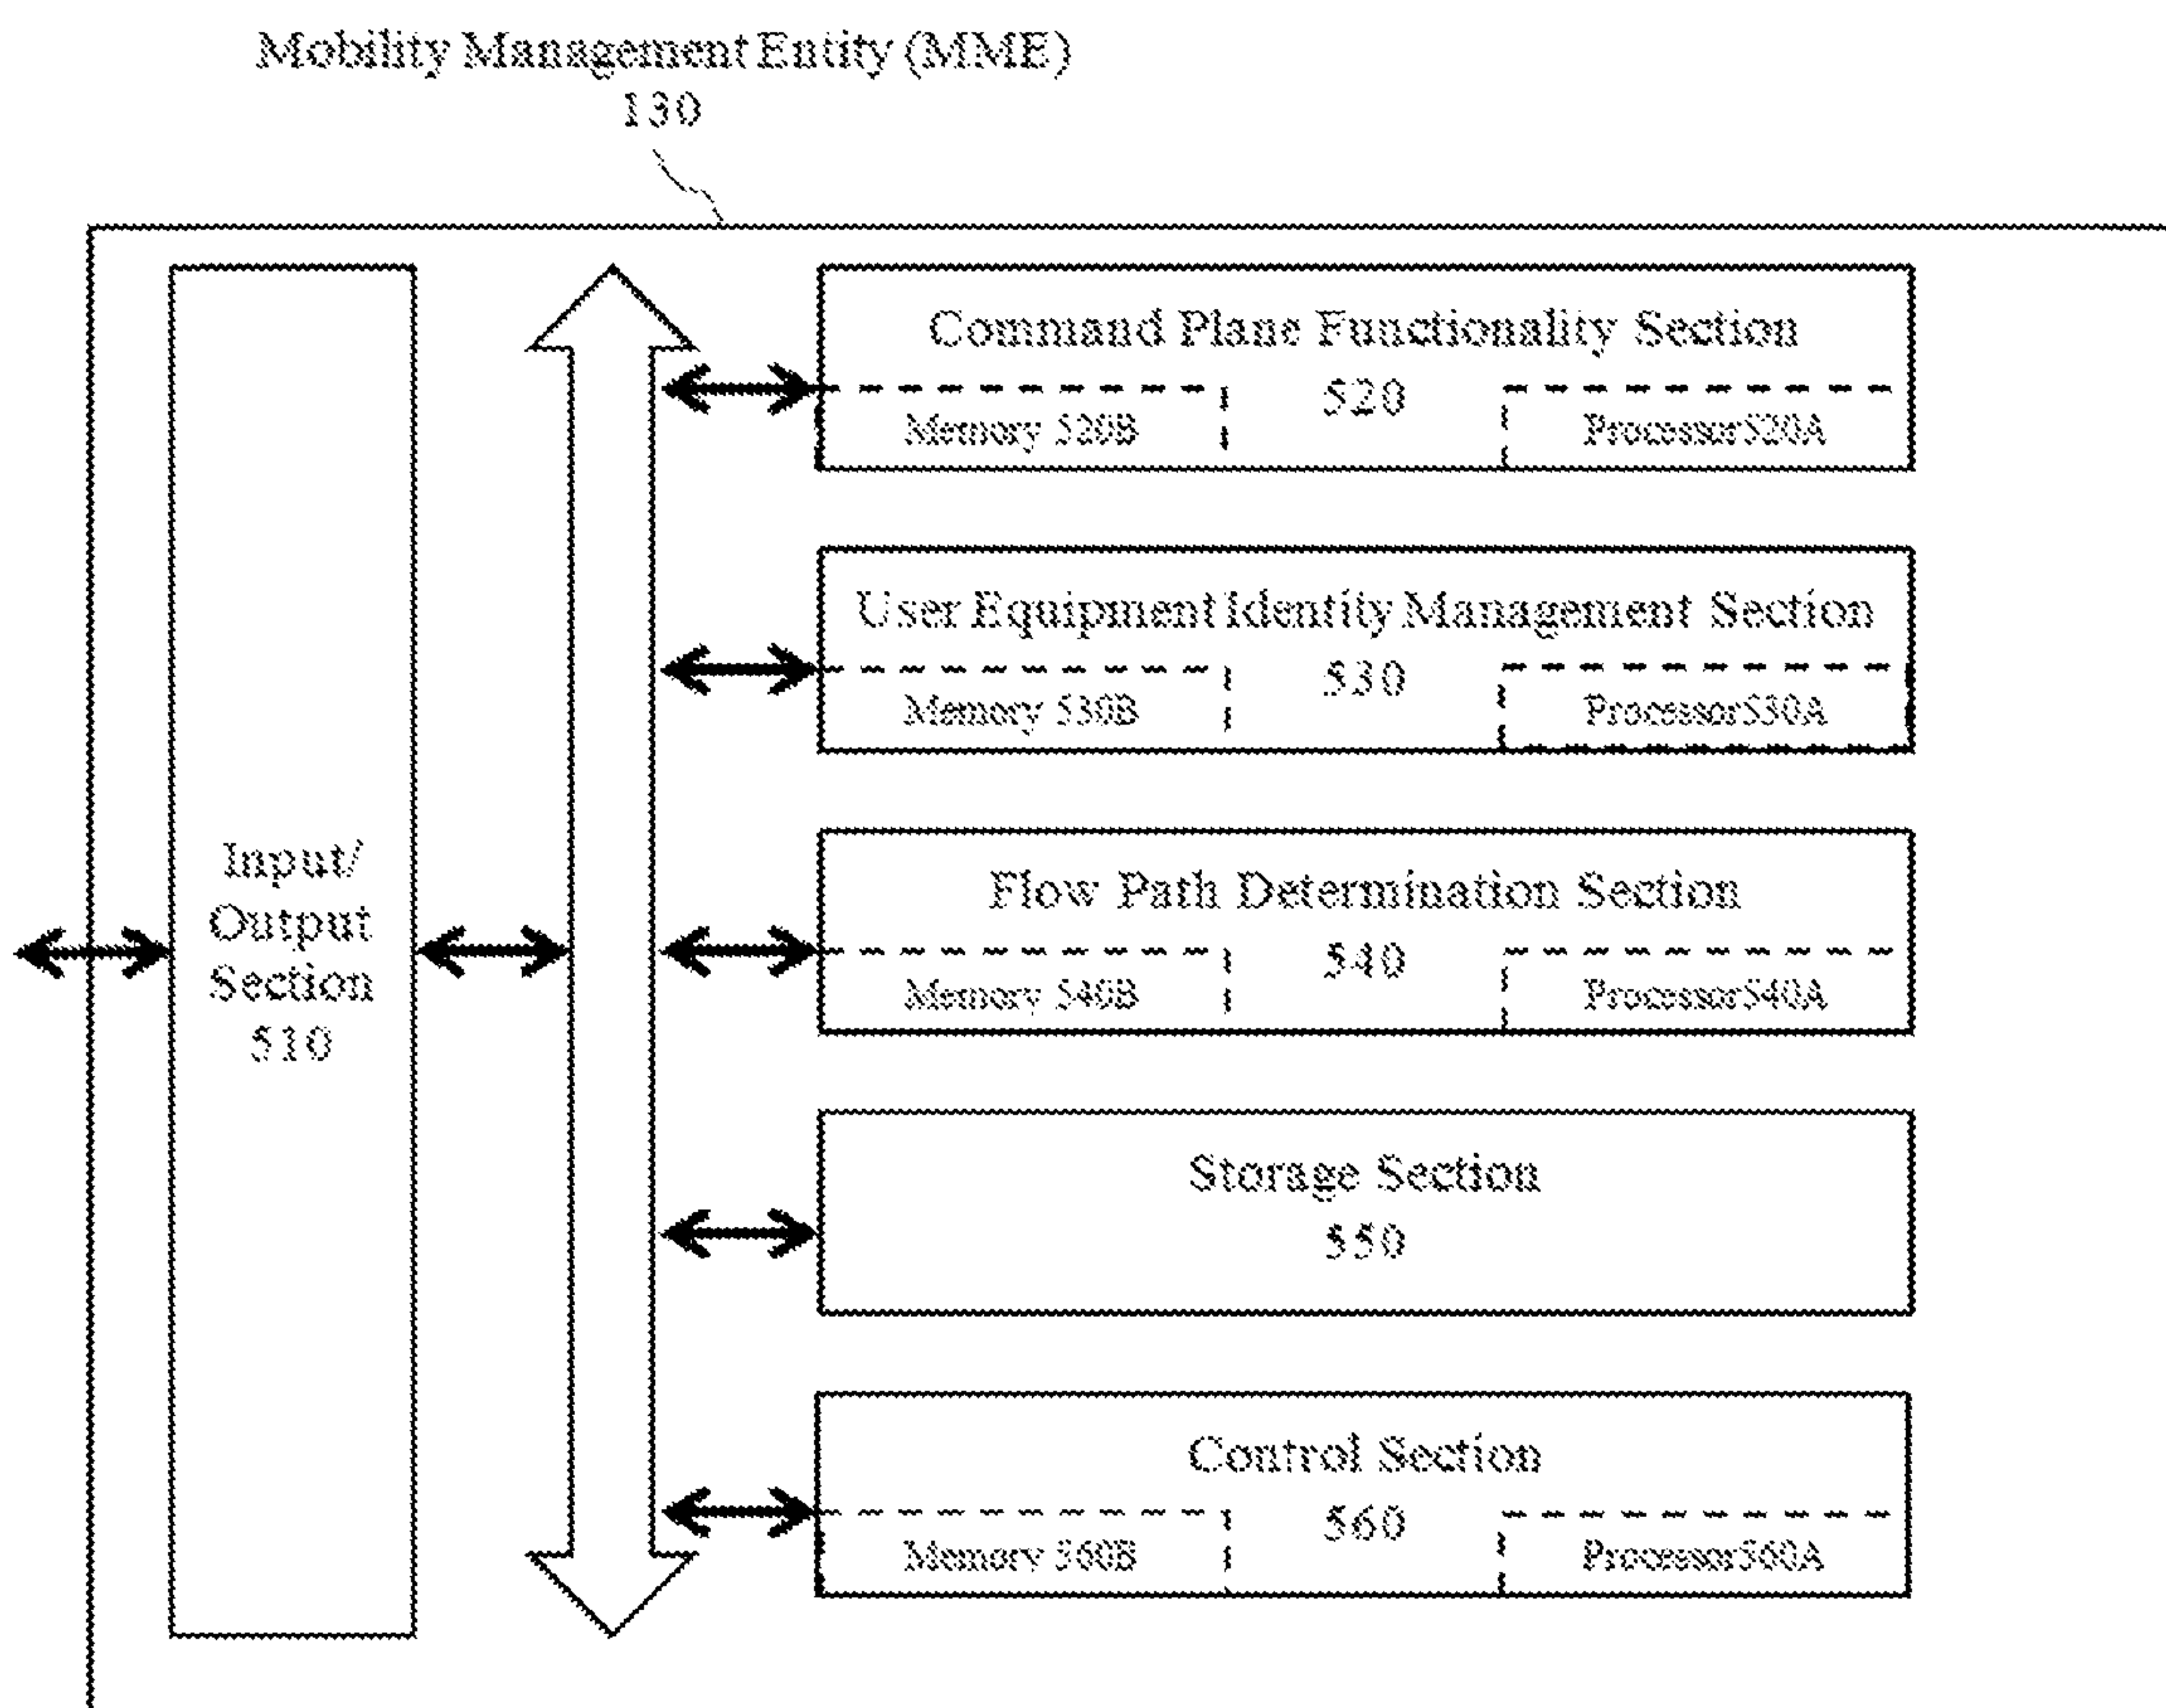 Mobility Management Entity (MME)
130
Command Plane Functionality Section
520
Memory 520B
Processor520A
User Equipment Identity Management Section
530
Memory 530B
Processor530A
Input/
Output
Section
510
Flow Path Determination Section
540
Memory 540B
Processor540A
Storage Section
550
Control Section
560
Memory 560B
Processor560A